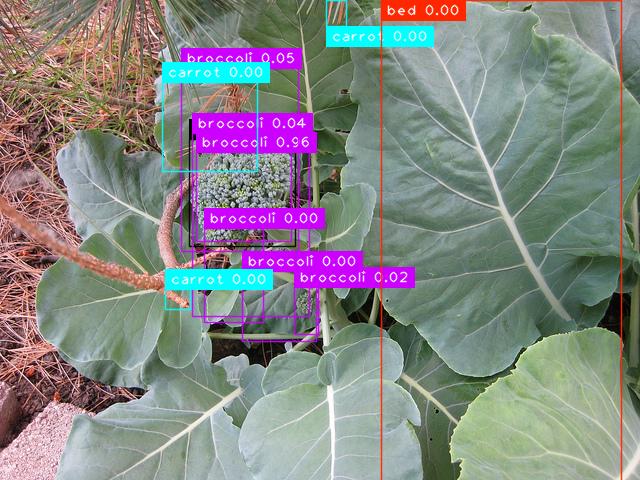 bed 0.00
carrot 0.00
broccoli 0.05
carrot 0.00
broccoli 0.04
broccoli 0.96
broccoli 0.00
broccoli 0.00
carrot 0.00
broccoli 0.02